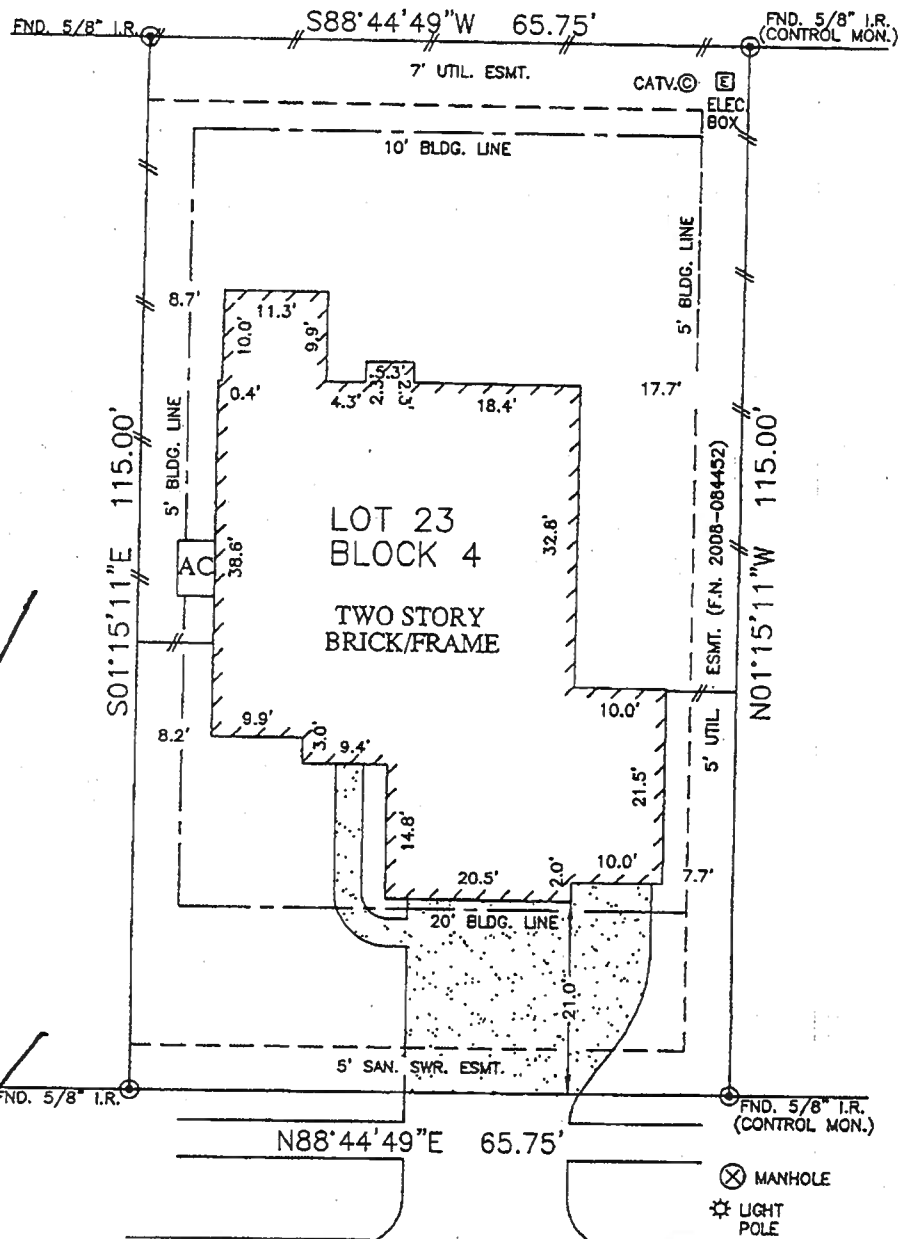 S88°44'49"W 65.75'
FND. 5/8" I.R.
FND. 5/8" I.R.
(CONTROL MON.)
7' UTIL. ESMT.
CATV.Ⓒ E
ELEC
BOX
10' BLDG. LINE
5' BLDG. LINE
8.7'
11.3'
10.0'
9.9'
5.3'
0.4'
4.3'
2.3'
2.3'
18.4'
17.7'
5' BLDG. LINE
S01°15'11"E 115.00'
N01°15'11"W 115.00'
5' UTIL ESMT. (F.N. 2008-084452)
LOT 23
BLOCK 4
32.8'
38.6'
AC
TWO STORY
BRICK/FRAME
10.0'
9.9'
3.0'
8.2'
9.4'
21.5'
14.8'
20.5'
2.0'
10.0'
7.7'
20' BLDG. LINE
21.0'
5' SAN. SWR. ESMT.
FND. 5/8" I.R.
FND. 5/8" I.R.
(CONTROL MON.)
N88°44'49"E 65.75'
MANHOLE
LIGHT
POLE